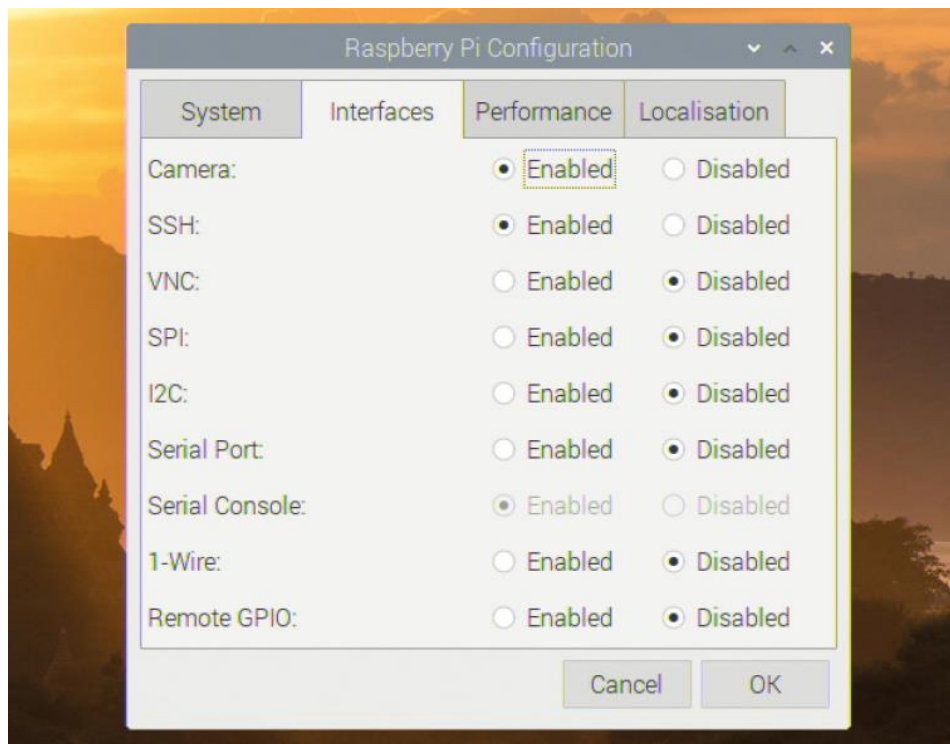 Raspberry Pi Configuration
System Interfaces Performance Localisation
Camera: Enabled Disabled
SSH: Enabled Disabled
VNC: Enabled Disabled
SPI: Enabled Disabled
I2C: Enabled Disabled
Serial Port: Enabled Disabled
Serial Console: Enabled Disabled
1-Wire: Enabled Disabled
Remote GPIO: Enabled Disabled
Cancel OK